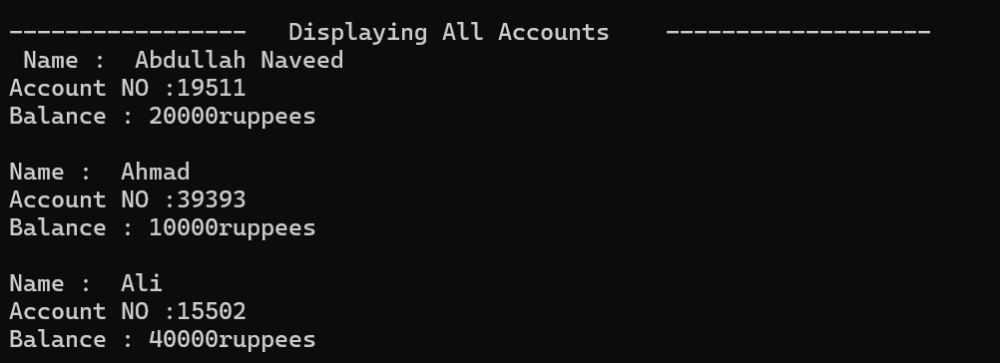 -----------------   Displaying All Accounts    -------------------
 Name :  Abdullah Naveed
Account NO :19511
Balance : 20000ruppees

Name :  Ahmad
Account NO :39393
Balance : 10000ruppees

Name :  Ali
Account NO :15502
Balance : 40000ruppees